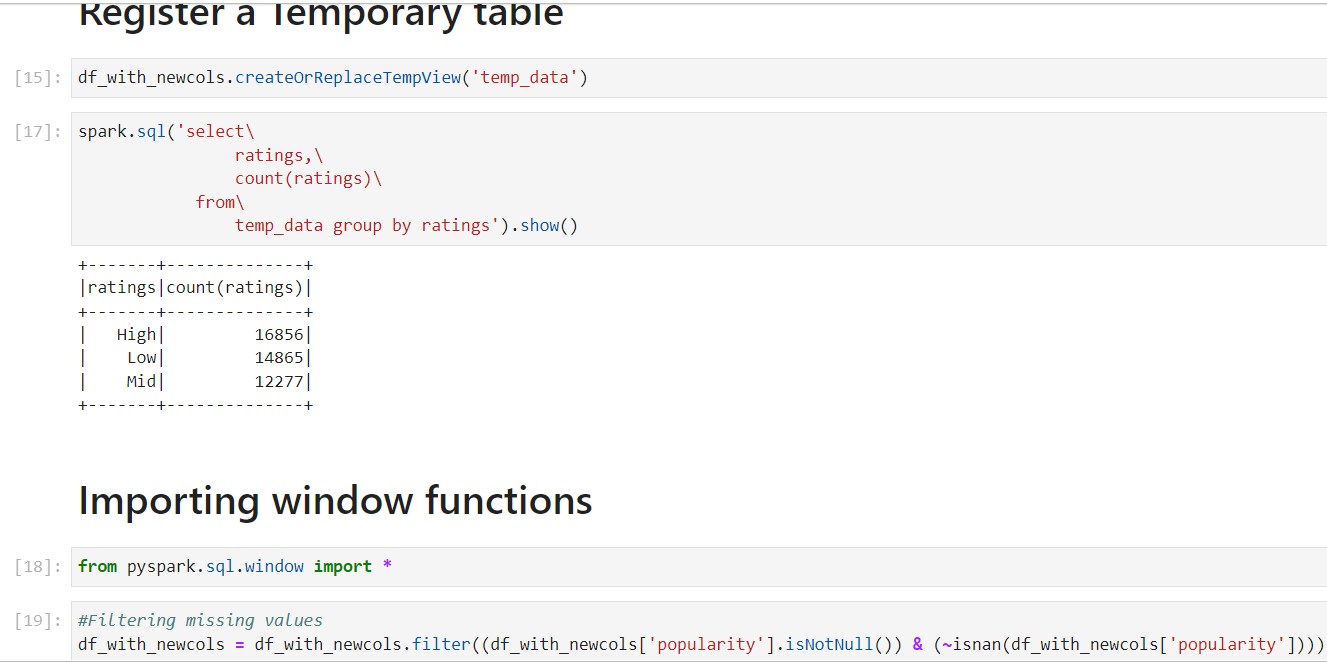 Register a Temporary table
[15]: df_with_newcols.createOrReplaceTempView('temp_data')
[17]: spark.sql('select\
                ratings,\
                count(ratings)\
            from\
                temp_data group by ratings').show()
+-------+--------------+
|ratings|count(ratings)|
+-------+--------------+
|   High|         16856|
|    Low|         14865|
|    Mid|         12277|
+-------+--------------+
Importing window functions
[18]: from pyspark.sql.window import *
[19]: #Filtering missing values
df_with_newcols = df_with_newcols.filter((df_with_newcols['popularity'].isNotNull()) & (~isnan(df_with_newcols['popularity'])))